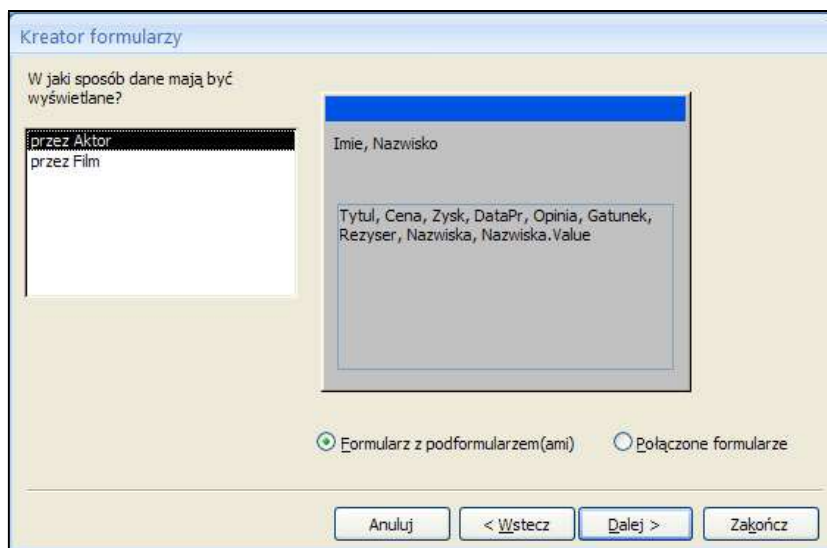 Kreator formularzy
W jaki sposób dane mają być
wyświetlane?
przez Aktor
przez Film
Imie, Nazwisko
Tytul, Cena, Zysk, DataPr, Opinia, Gatunek,
Rezyser, Nazwiska, Nazwiska.Value
Formularz z podformularzem(ami)
Połączone formularze
Anuluj
< Wstecz
Dalej >
Zakończ